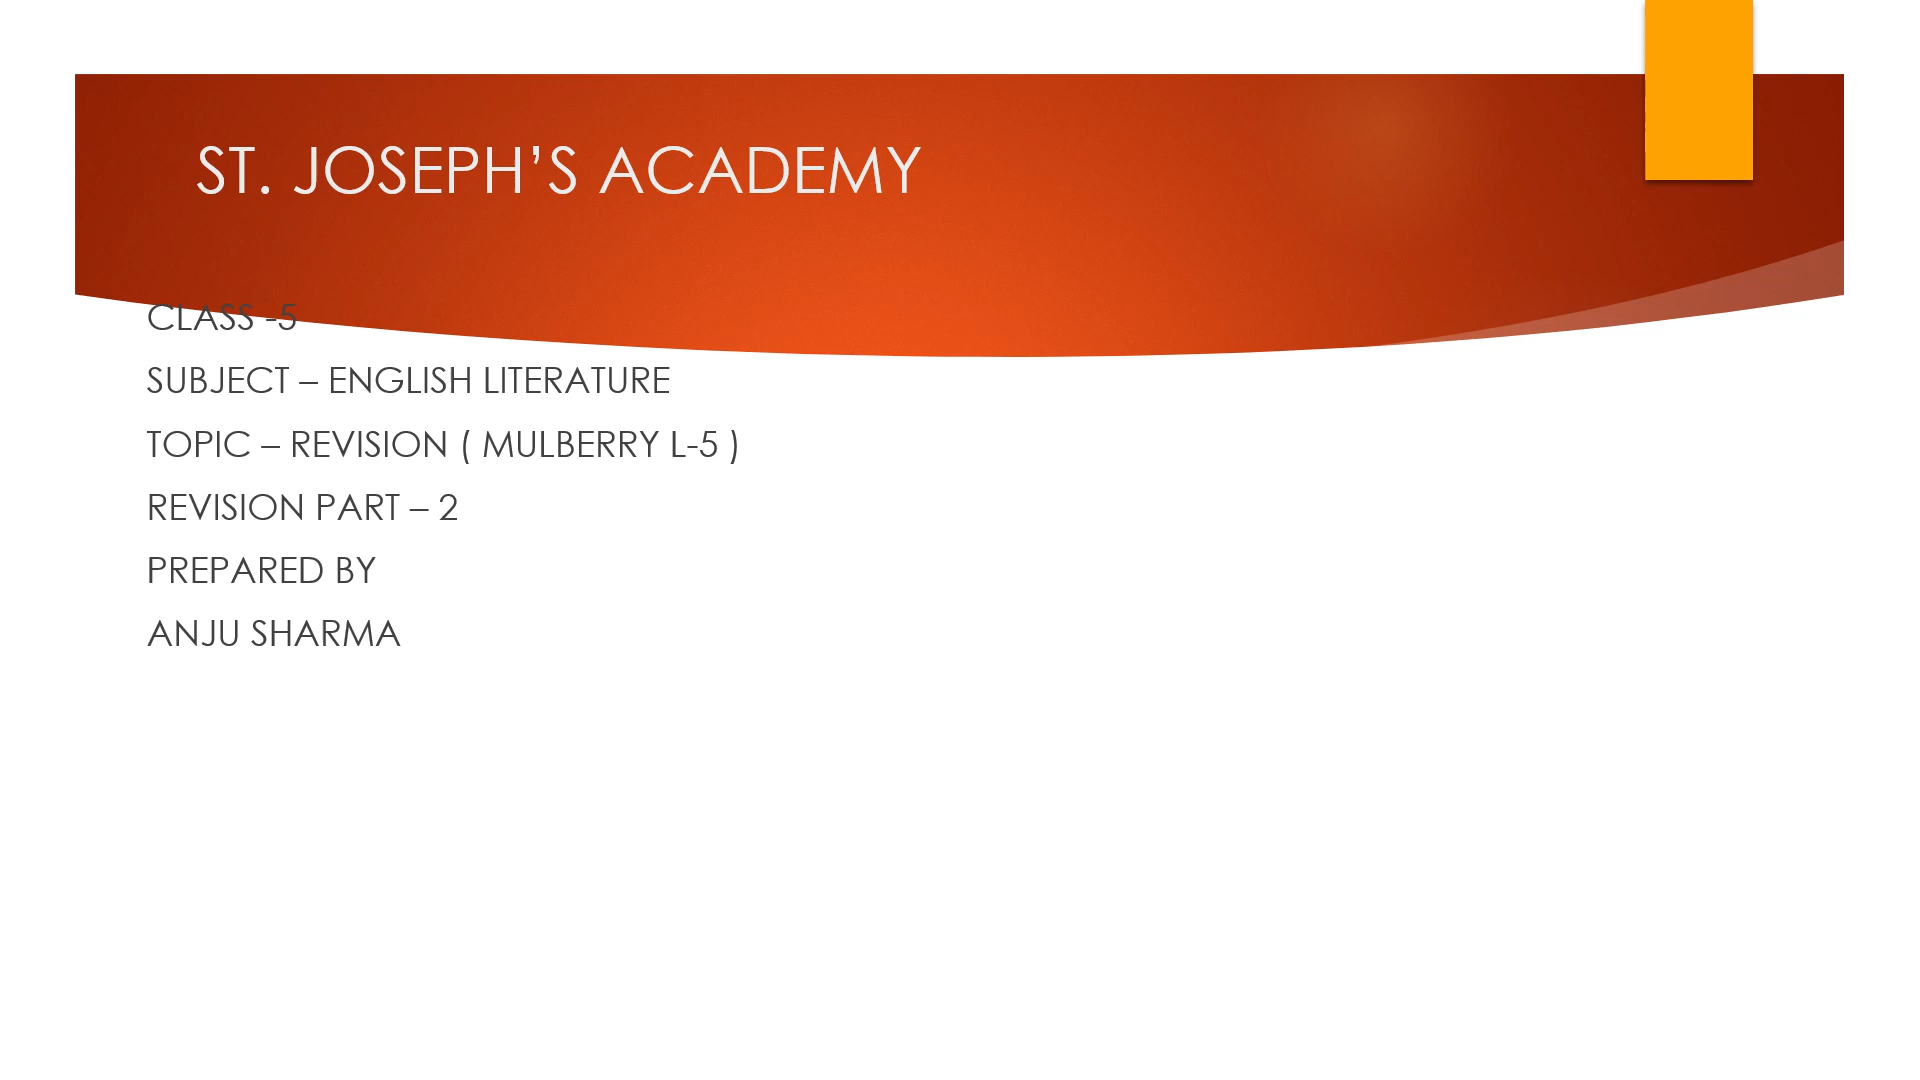 ST. JOSEPH’S ACADEMY
CLASS -5
SUBJECT – ENGLISH LITERATURE
TOPIC – REVISION ( MULBERRY L-5 )
REVISION PART – 2
PREPARED BY
ANJU SHARMA